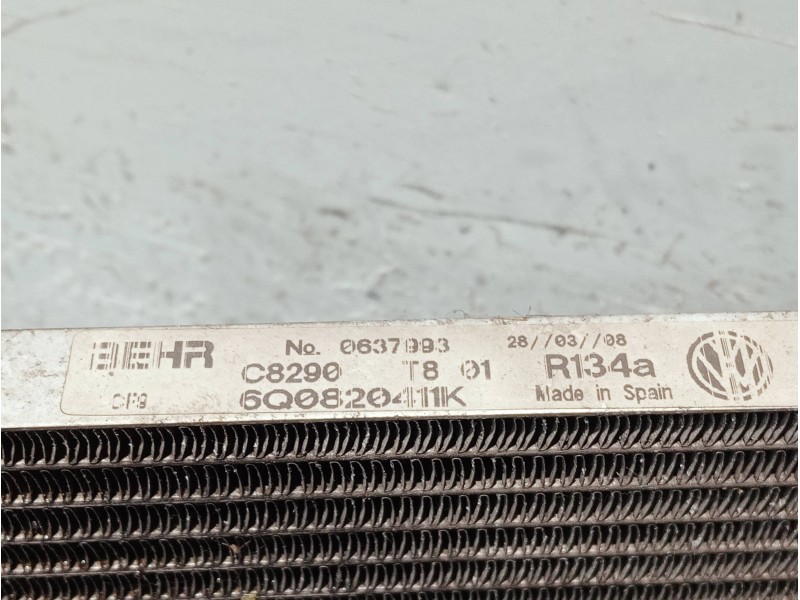 BEHR No. 0637993 28//03//08
C8290 T8 01 R134a
6Q0820411K Made in Spain